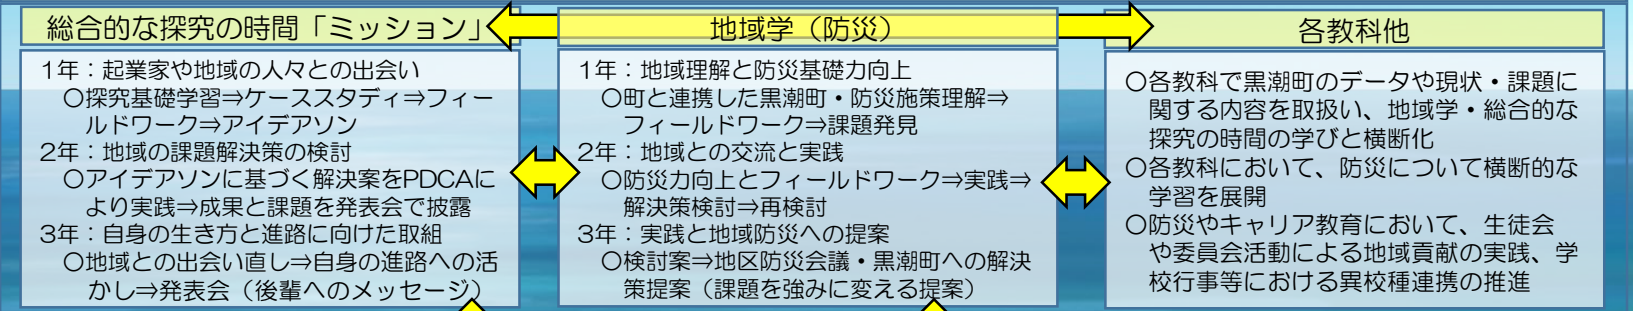 総合的な探究の時間「ミッション」
1年：起業家や地域の人々との出会い
〇探究基礎学習⇒ケーススタディ⇒フィー
ルドワーク⇒アイデアソン
2年：地域の課題解決策の検討
〇アイデアソンに基づく解決案をPDCAに
より実践⇒成果と課題を発表会で披露
3年：自身の生き方と進路に向けた取組
〇地域との出会い直し⇒自身の進路への活
かし⇒発表会（後輩へのメッセージ）
地域学（防災）
1年：地域理解と防災基礎力向上
〇町と連携した黒潮町・防災施策理解⇒
フィールドワーク⇒課題発見
2年：地域との交流と実践
〇防災力向上とフィールドワーク⇒実践⇒
解決策検討⇒再検討
3年：実践と地域防災への提案
〇検討案⇒地区防災会議・黒潮町への解決
策提案（課題を強みに変える提案）
各教科他
〇各教科で黒潮町のデータや現状・課題に
関する内容を取扱い、地域学・総合的な
探究の時間の学びと横断化
〇各教科において、防災について横断的な
学習を展開
〇防災やキャリア教育において、生徒会
や委員会活動による地域貢献の実践、学
校行事等における異校種連携の推進